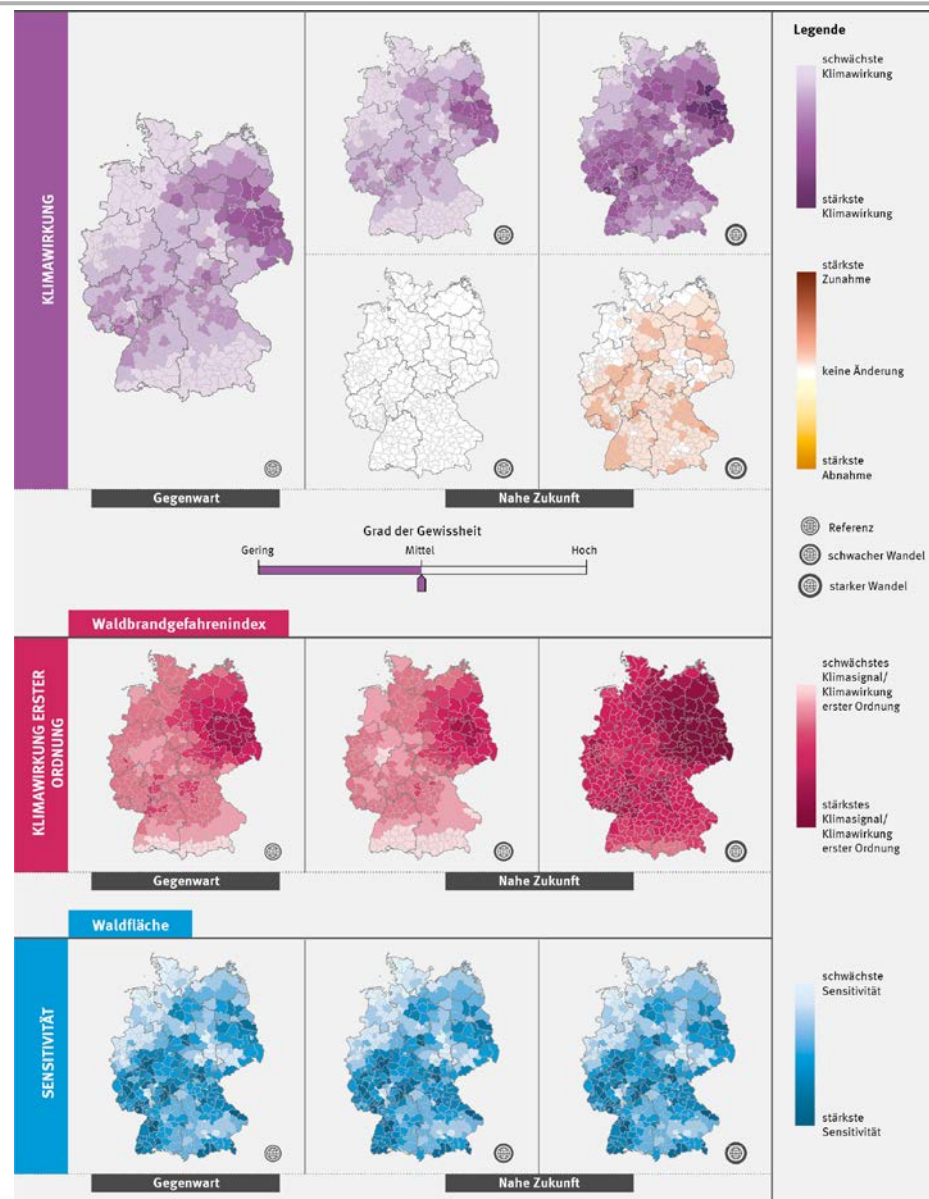 KLIMAWIRKUNG
Gegenwart
Nahe Zukunft
Grad der Gewissheit
Gering
Mittel
Hoch
Waldbrandgefahrenindex
KLIMAWIRKUNG ERSTER
ORDNUNG
Gegenwart
Nahe Zukunft
Waldfläche
SENSITIVITÄT
Gegenwart
Nahe Zukunft
Legende
schwächste
Klimawirkung
stärkste
Klimawirkung
stärkste
Zunahme
keine Änderung
stärkste
Abnahme
Referenz
schwacher Wandel
starker Wandel
schwächstes
Klimasignal/
Klimawirkung
erster Ordnung
stärkstes
Klimasignal/
Klimawirkung
erster Ordnung
schwächste
Sensitivität
stärkste
Sensitivität